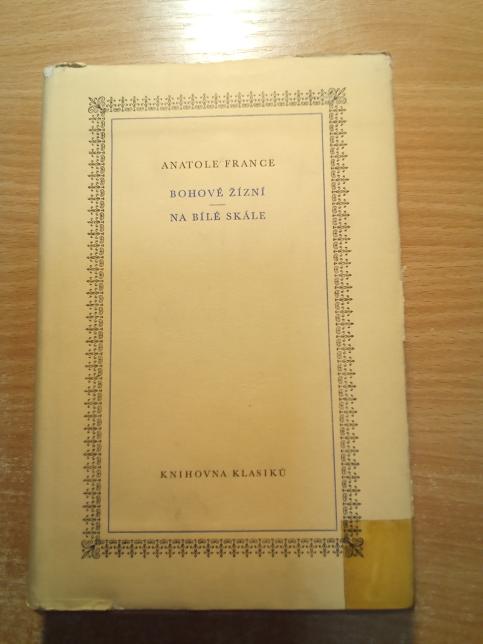 ANATOLE FRANCE
BOHOVÉ ŽÍZNÍ
NA BÍLÉ SKÁLE
KNIHOVNA KLASIKŮ